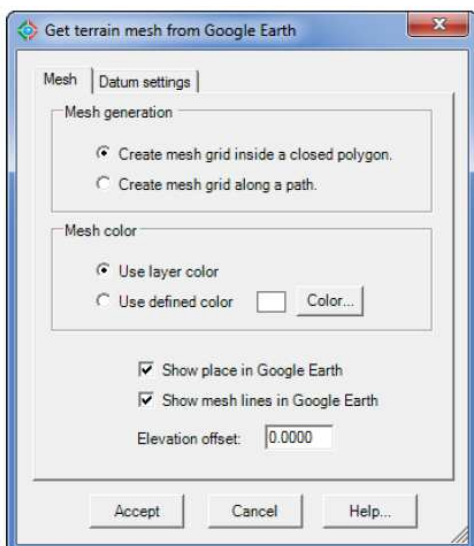 Get terrain mesh from Google Earth
Mesh Datum settings
Mesh generation
Create mesh grid inside a closed polygon.
Create mesh grid along a path.
Mesh color
Use layer color
Use defined color Color...
Show place in Google Earth
Show mesh lines in Google Earth
Elevation offset: 0.0000
Accept Cancel Help...